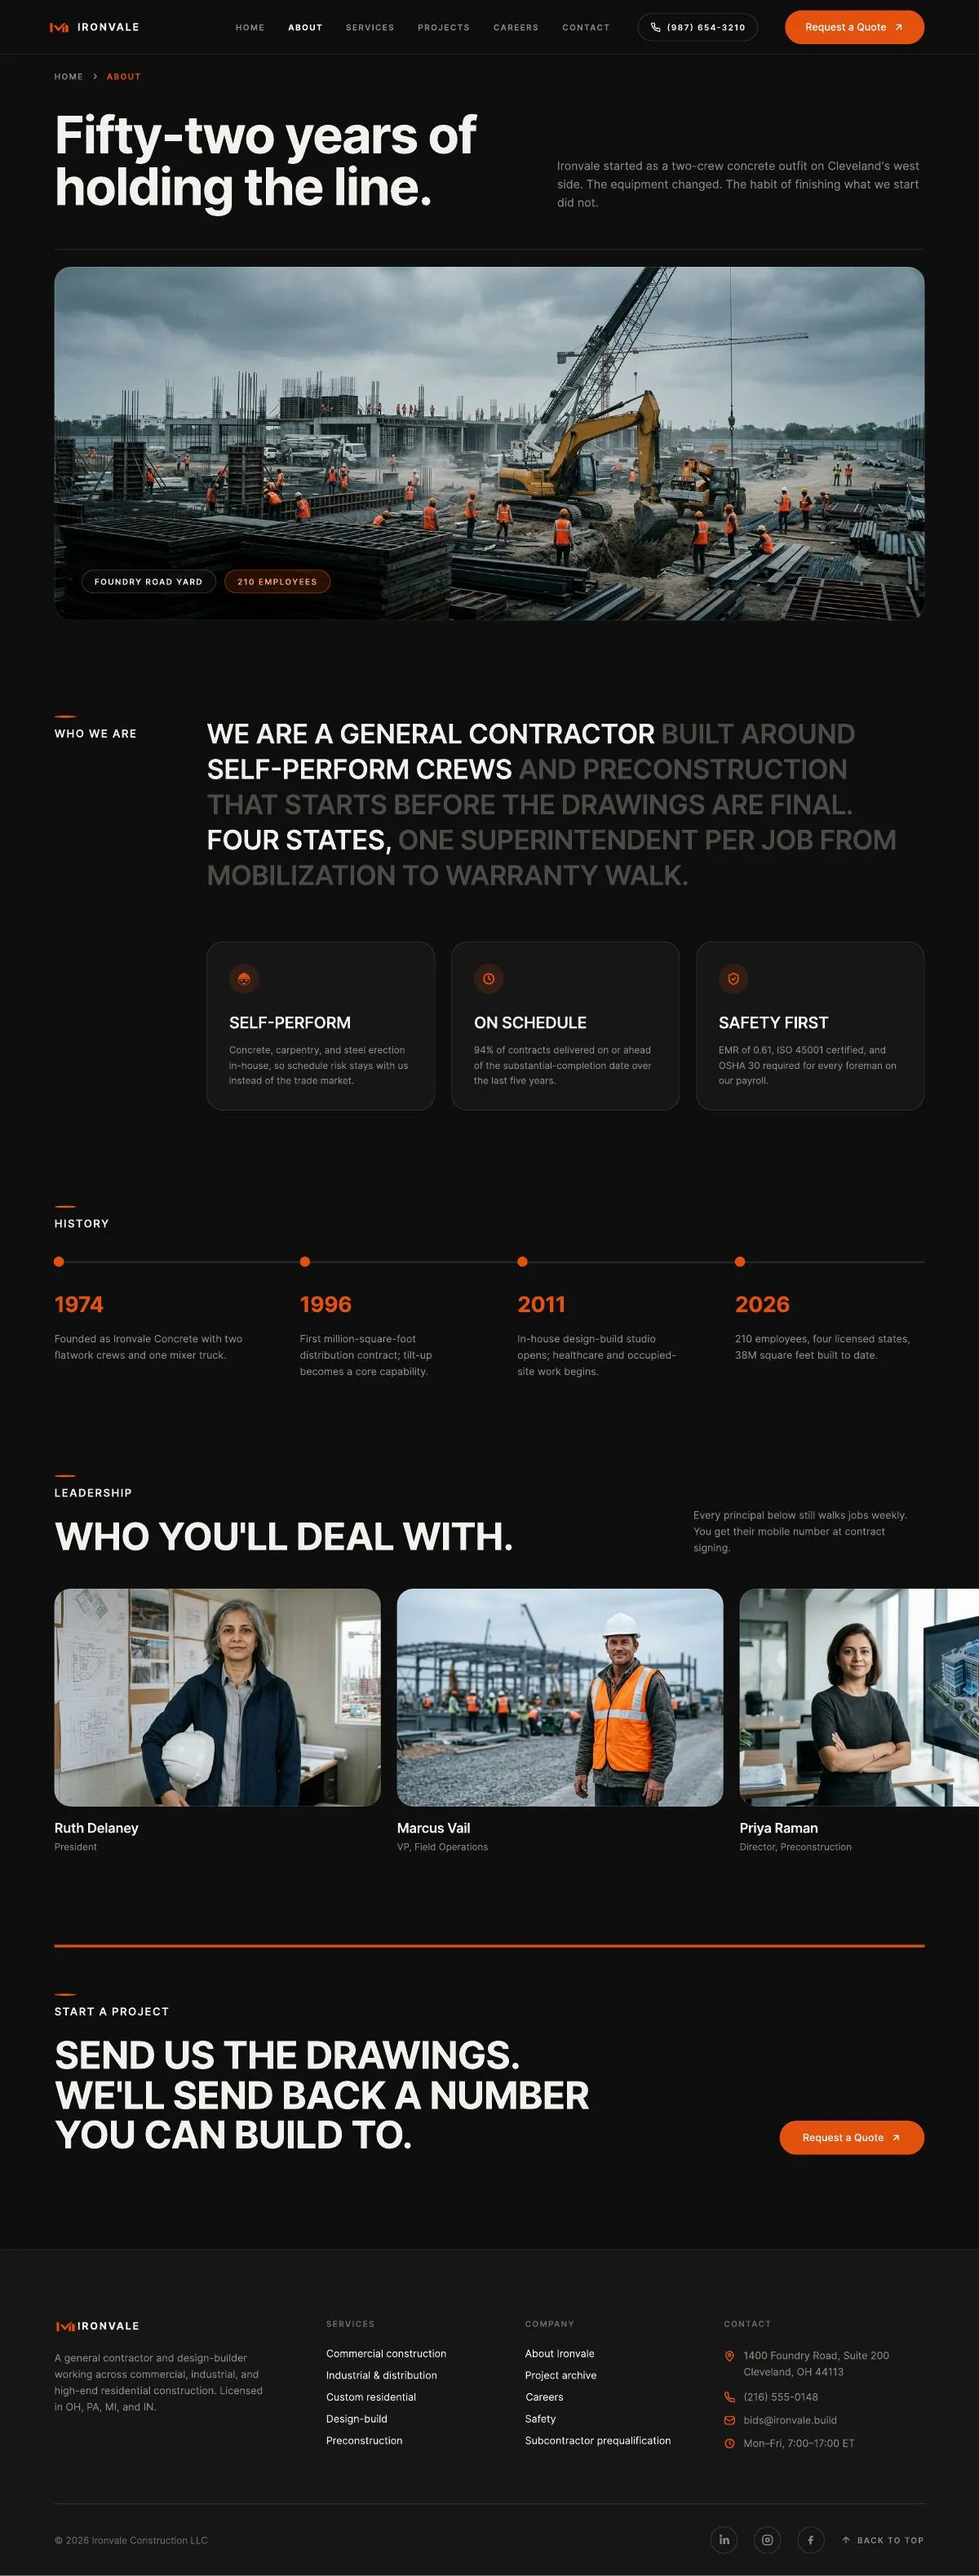 IRONVALE
HOME
ABOUT
SERVICES
PROJECTS
CAREERS
CONTACT
(987) 654-3210
Request a Quote
HOME
ABOUT
Fifty-two years of
holding the line.
Ironvale started as a two-crew concrete outfit on Cleveland's west
side. The equipment changed. The habit of finishing what we start
did not.
FOUNDRY ROAD YARD
210 EMPLOYEES
WHO WE ARE
WE ARE A GENERAL CONTRACTOR BUILT AROUND
SELF-PERFORM CREWS AND PRECONSTRUCTION
THAT STARTS BEFORE THE DRAWINGS ARE FINAL.
FOUR STATES, ONE SUPERINTENDENT PER JOB FROM
MOBILIZATION TO WARRANTY WALK.
SELF-PERFORM
Concrete, carpentry, and steel erection
in-house, so schedule risk stays with us
instead of the trade market.
ON SCHEDULE
94% of contracts delivered on or ahead
of the substantial-completion date over
the last five years.
SAFETY FIRST
EMR of 0.61, ISO 45001 certified, and
OSHA 30 required for every foreman on
our payroll.
HISTORY
1974
Founded as Ironvale Concrete with two
flatwork crews and one mixer truck.
1996
First million-square-foot
distribution contract; tilt-up
becomes a core capability.
2011
In-house design-build studio
opens; healthcare and occupied-
site work begins.
2026
210 employees, four licensed states,
38M square feet built to date.
LEADERSHIP
WHO YOU'LL DEAL WITH.
Every principal below still walks jobs weekly.
You get their mobile number at contract
signing.
Ruth Delaney
President
Marcus Vail
VP, Field Operations
Priya Raman
Director, Preconstruction
START A PROJECT
SEND US THE DRAWINGS.
WE'LL SEND BACK A NUMBER
YOU CAN BUILD TO.
Request a Quote
IRONVALE
A general contractor and design-builder
working across commercial, industrial, and
high-end residential construction. Licensed
in OH, PA, MI, and IN.
SERVICES
Commercial construction
Industrial & distribution
Custom residential
Design-build
Preconstruction
COMPANY
About Ironvale
Project archive
Careers
Safety
Subcontractor prequalification
CONTACT
1400 Foundry Road, Suite 200
Cleveland, OH 44113
(216) 555-0148
bids@ironvale.build
Mon–Fri, 7:00–17:00 ET
© 2026 Ironvale Construction LLC
BACK TO TOP